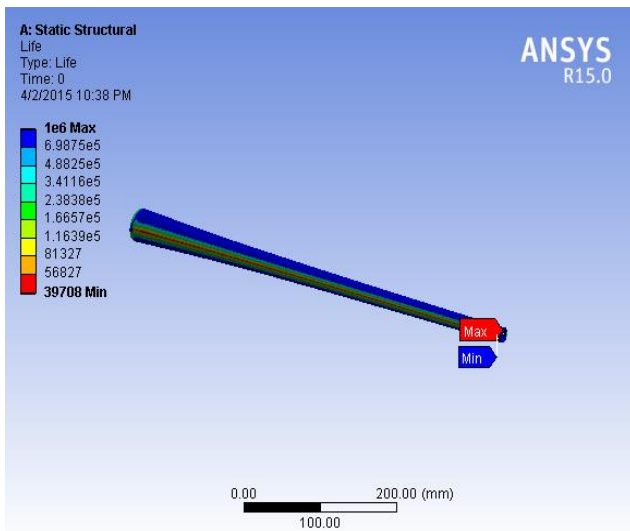 A: Static Structural
Life
Type: Life
Time: 0
4/2/2015 10:38 PM
ANSYS
R15.0
1e6 Max
6.9875e5
4.8825e5
3.4116e5
2.3838e5
1.6657e5
1.1639e5
81327
56827
39708 Min
Max
Min
0.00 200.00 (mm)
100.00